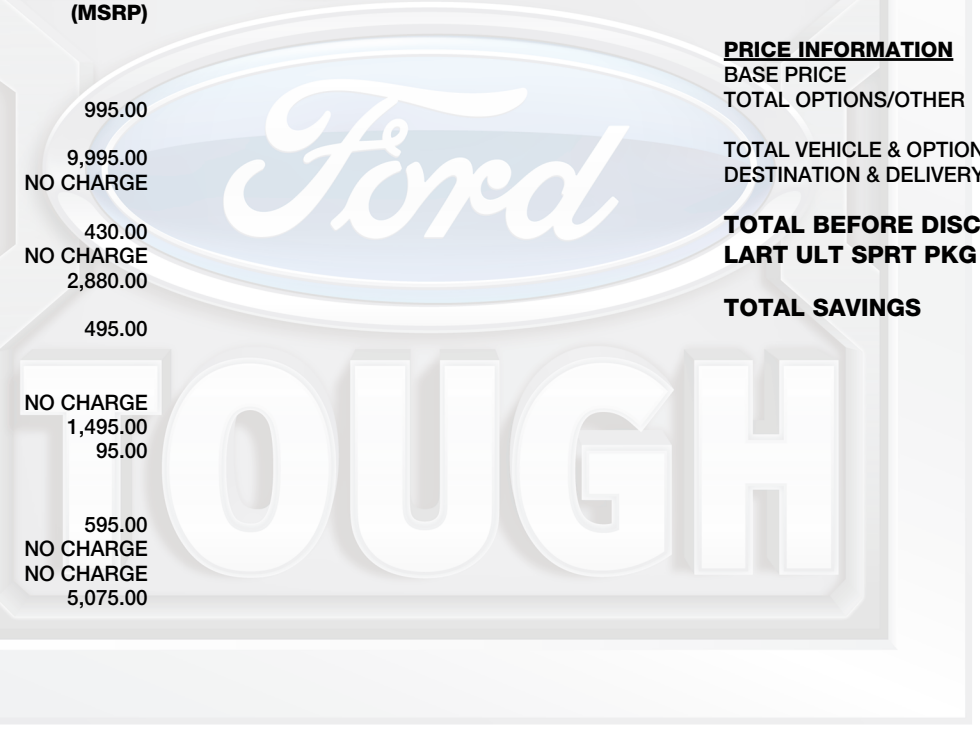 (MSRP)
995.00
9,995.00
NO CHARGE
430.00
NO CHARGE
2,880.00
495.00
NO CHARGE
1,495.00
95.00
595.00
NO CHARGE
NO CHARGE
5,075.00
PRICE INFORMATION
BASE PRICE
TOTAL OPTIONS/OTHER
TOTAL VEHICLE & OPTION
DESTINATION & DELIVERY
TOTAL BEFORE DISC
LART ULT SPRT PKG
TOTAL SAVINGS
Ford
TOUGH